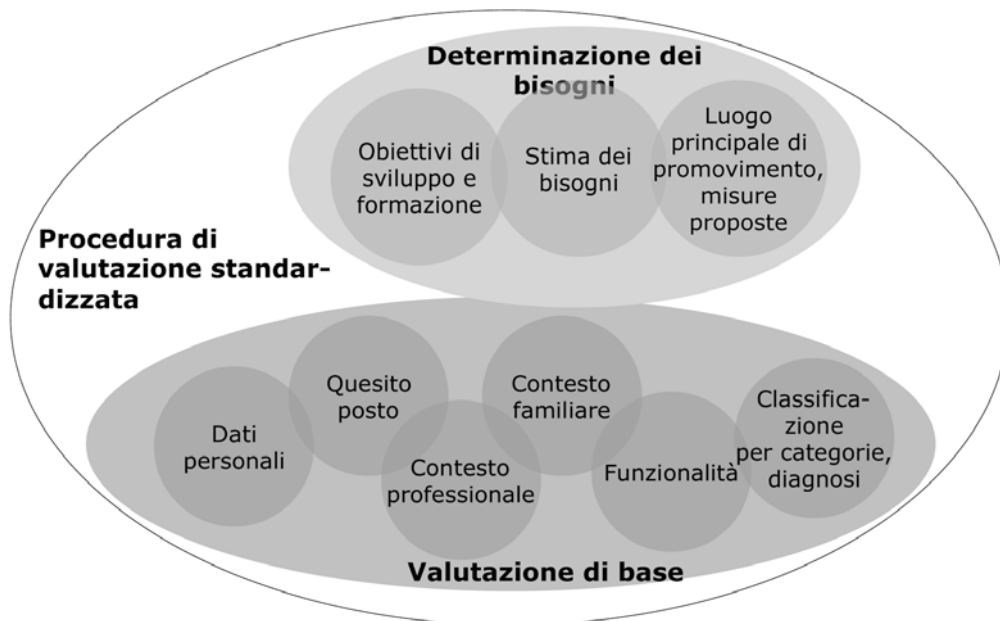 Determinazione dei
bisogni
Obiettivi di
sviluppo e
formazione
Stima dei
bisogni
Luogo
principale di
promovimento,
misure
proposte
Procedura di
valutazione standar-
dizzata
Dati
personali
Quesito
posto
Contesto
professionale
Contesto
familiare
Funzionalità
Classifica-
zione
per categorie,
diagnosi
Valutazione di base